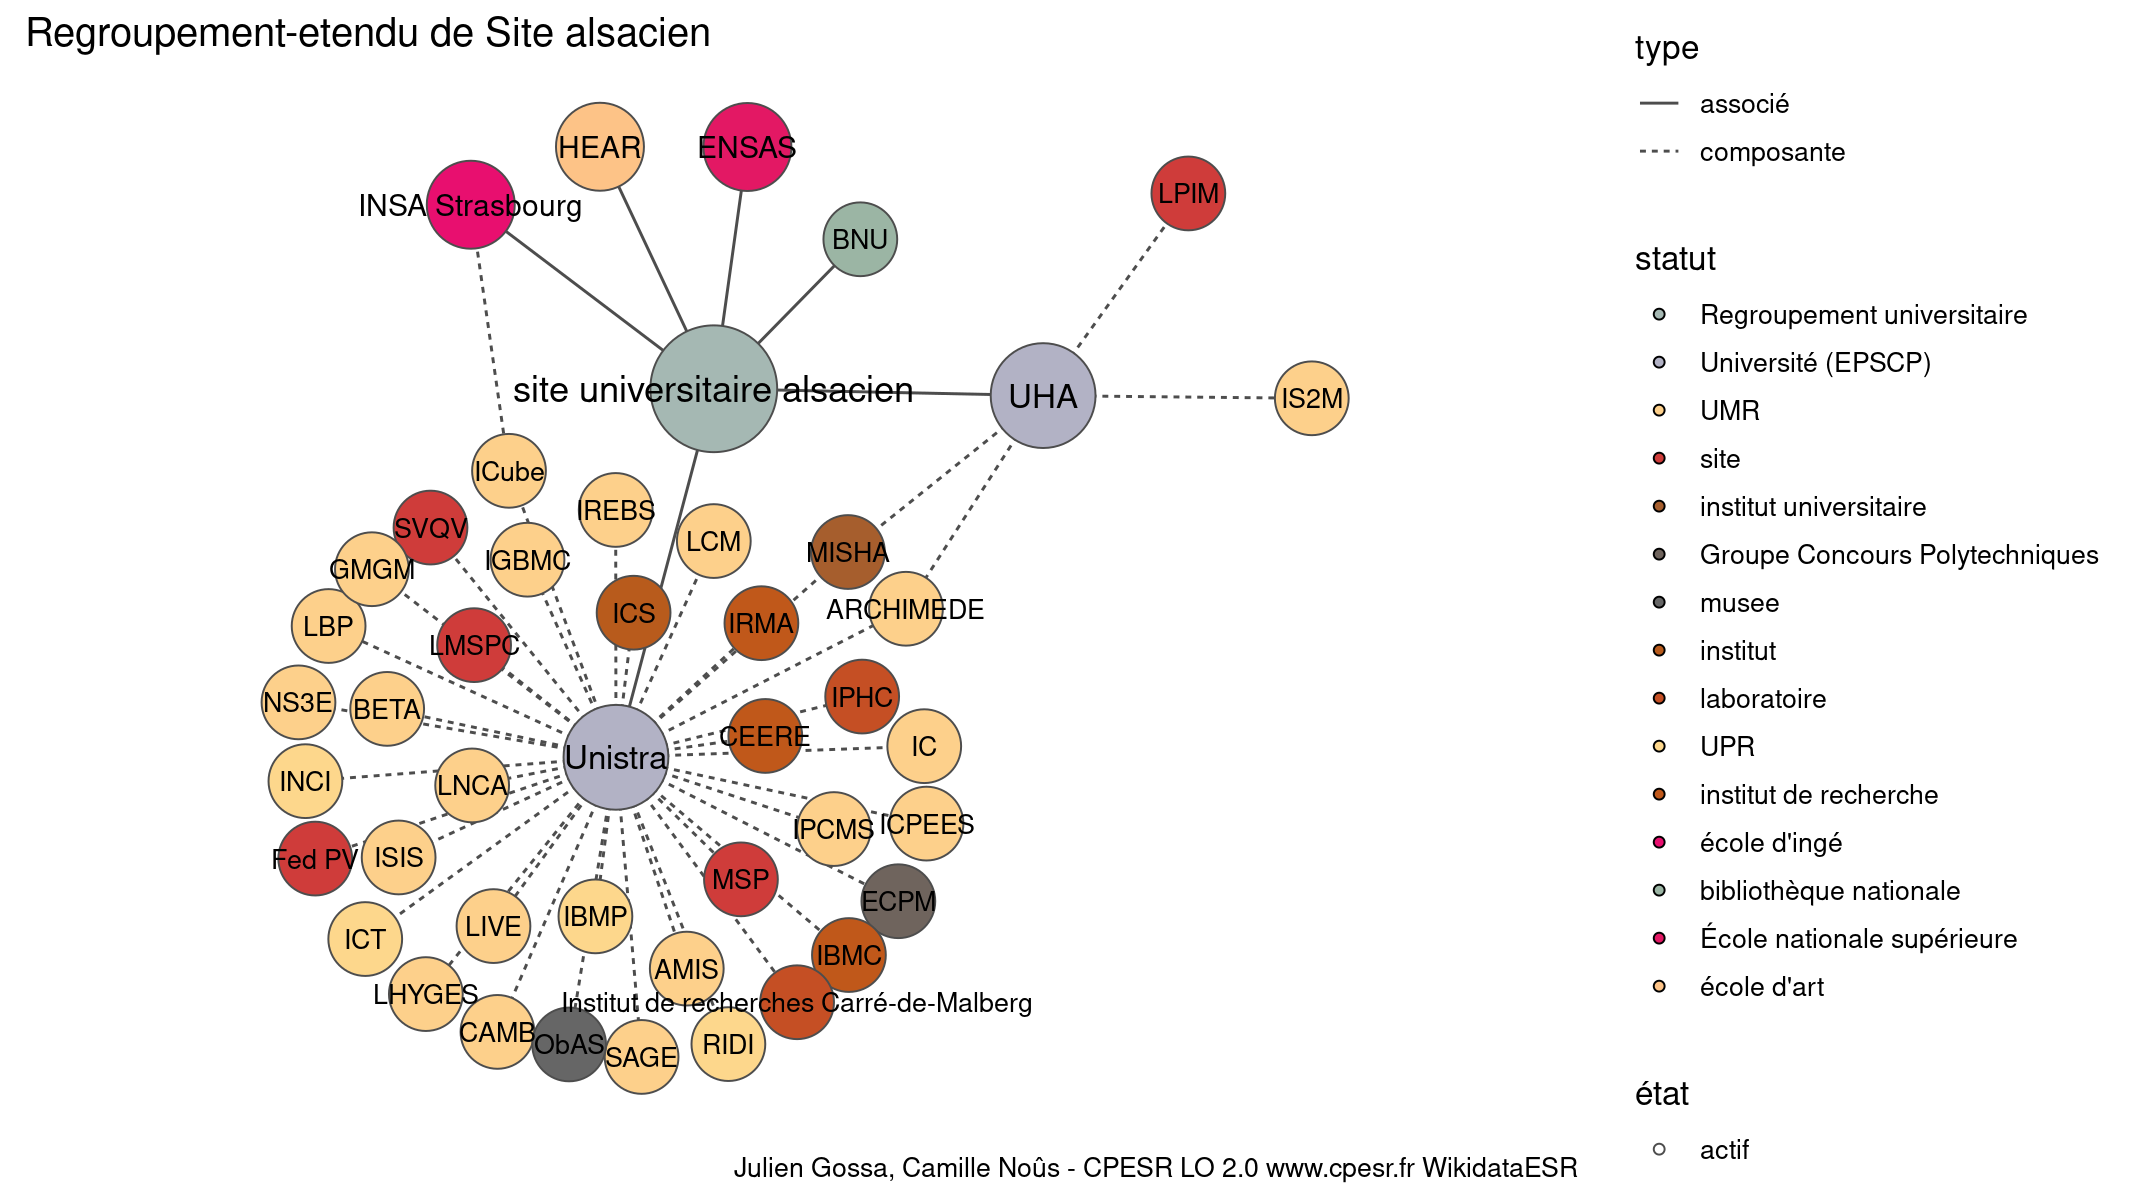 Regroupement-etendu de Site alsacien
HEAR
ENSAS
INSA Strasbourg
BNU
LPIM
site universitaire alsacien
UHA
IS2M
ICube
IREBS
SVQV
LCM
GMGM
IGBMC
MISHA
ICS
IRMA
ARCHIMEDE
LBP
LMSPC
NS3E
BETA
IPHC
CEERE
IC
Unistra
INCI
LNCA
IPCMS
ICPEES
Fed PV
ISIS
MSP
ECPM
ICT
LIVE
IBMP
IBMC
AMIS
LHYGES
Institut de recherches Carré-de-Malberg
CAMB
ObAS
SAGE
RIDI
type
associé
composante
statut
Regroupement universitaire
Université (EPSCP)
UMR
site
institut universitaire
Groupe Concours Polytechniques
musee
institut
laboratoire
UPR
institut de recherche
école d'ingé
bibliothèque nationale
École nationale supérieure
école d'art
état
actif
Julien Gossa, Camille Noûs - CPESR LO 2.0 www.cpesr.fr WikidataESR